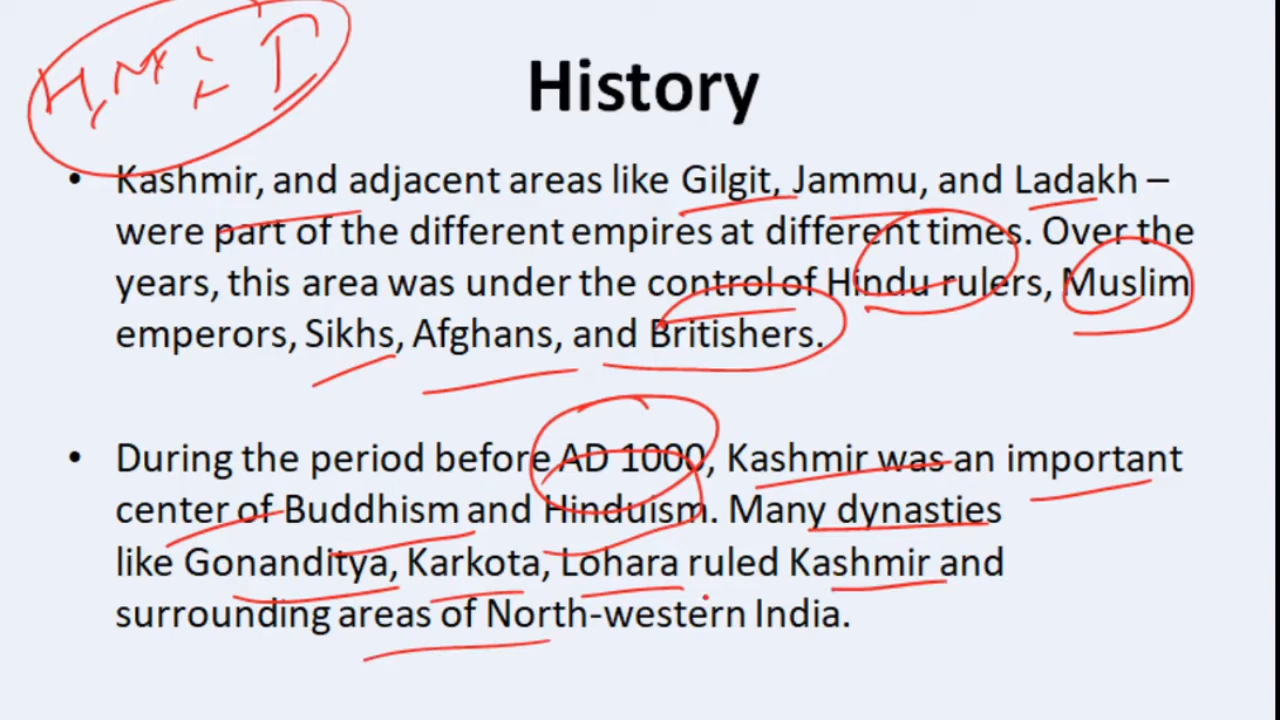 History
• Kashmir, and adjacent areas like Gilgit, Jammu, and Ladakh –
were part of the different empires at different times. Over the
years, this area was under the control of Hindu rulers, Muslim
emperors, Sikhs, Afghans, and Britishers.
• During the period before AD 1000, Kashmir was an important
center of Buddhism and Hinduism. Many dynasties
like Gonanditya, Karkota, Lohara ruled Kashmir and
surrounding areas of North-western India.